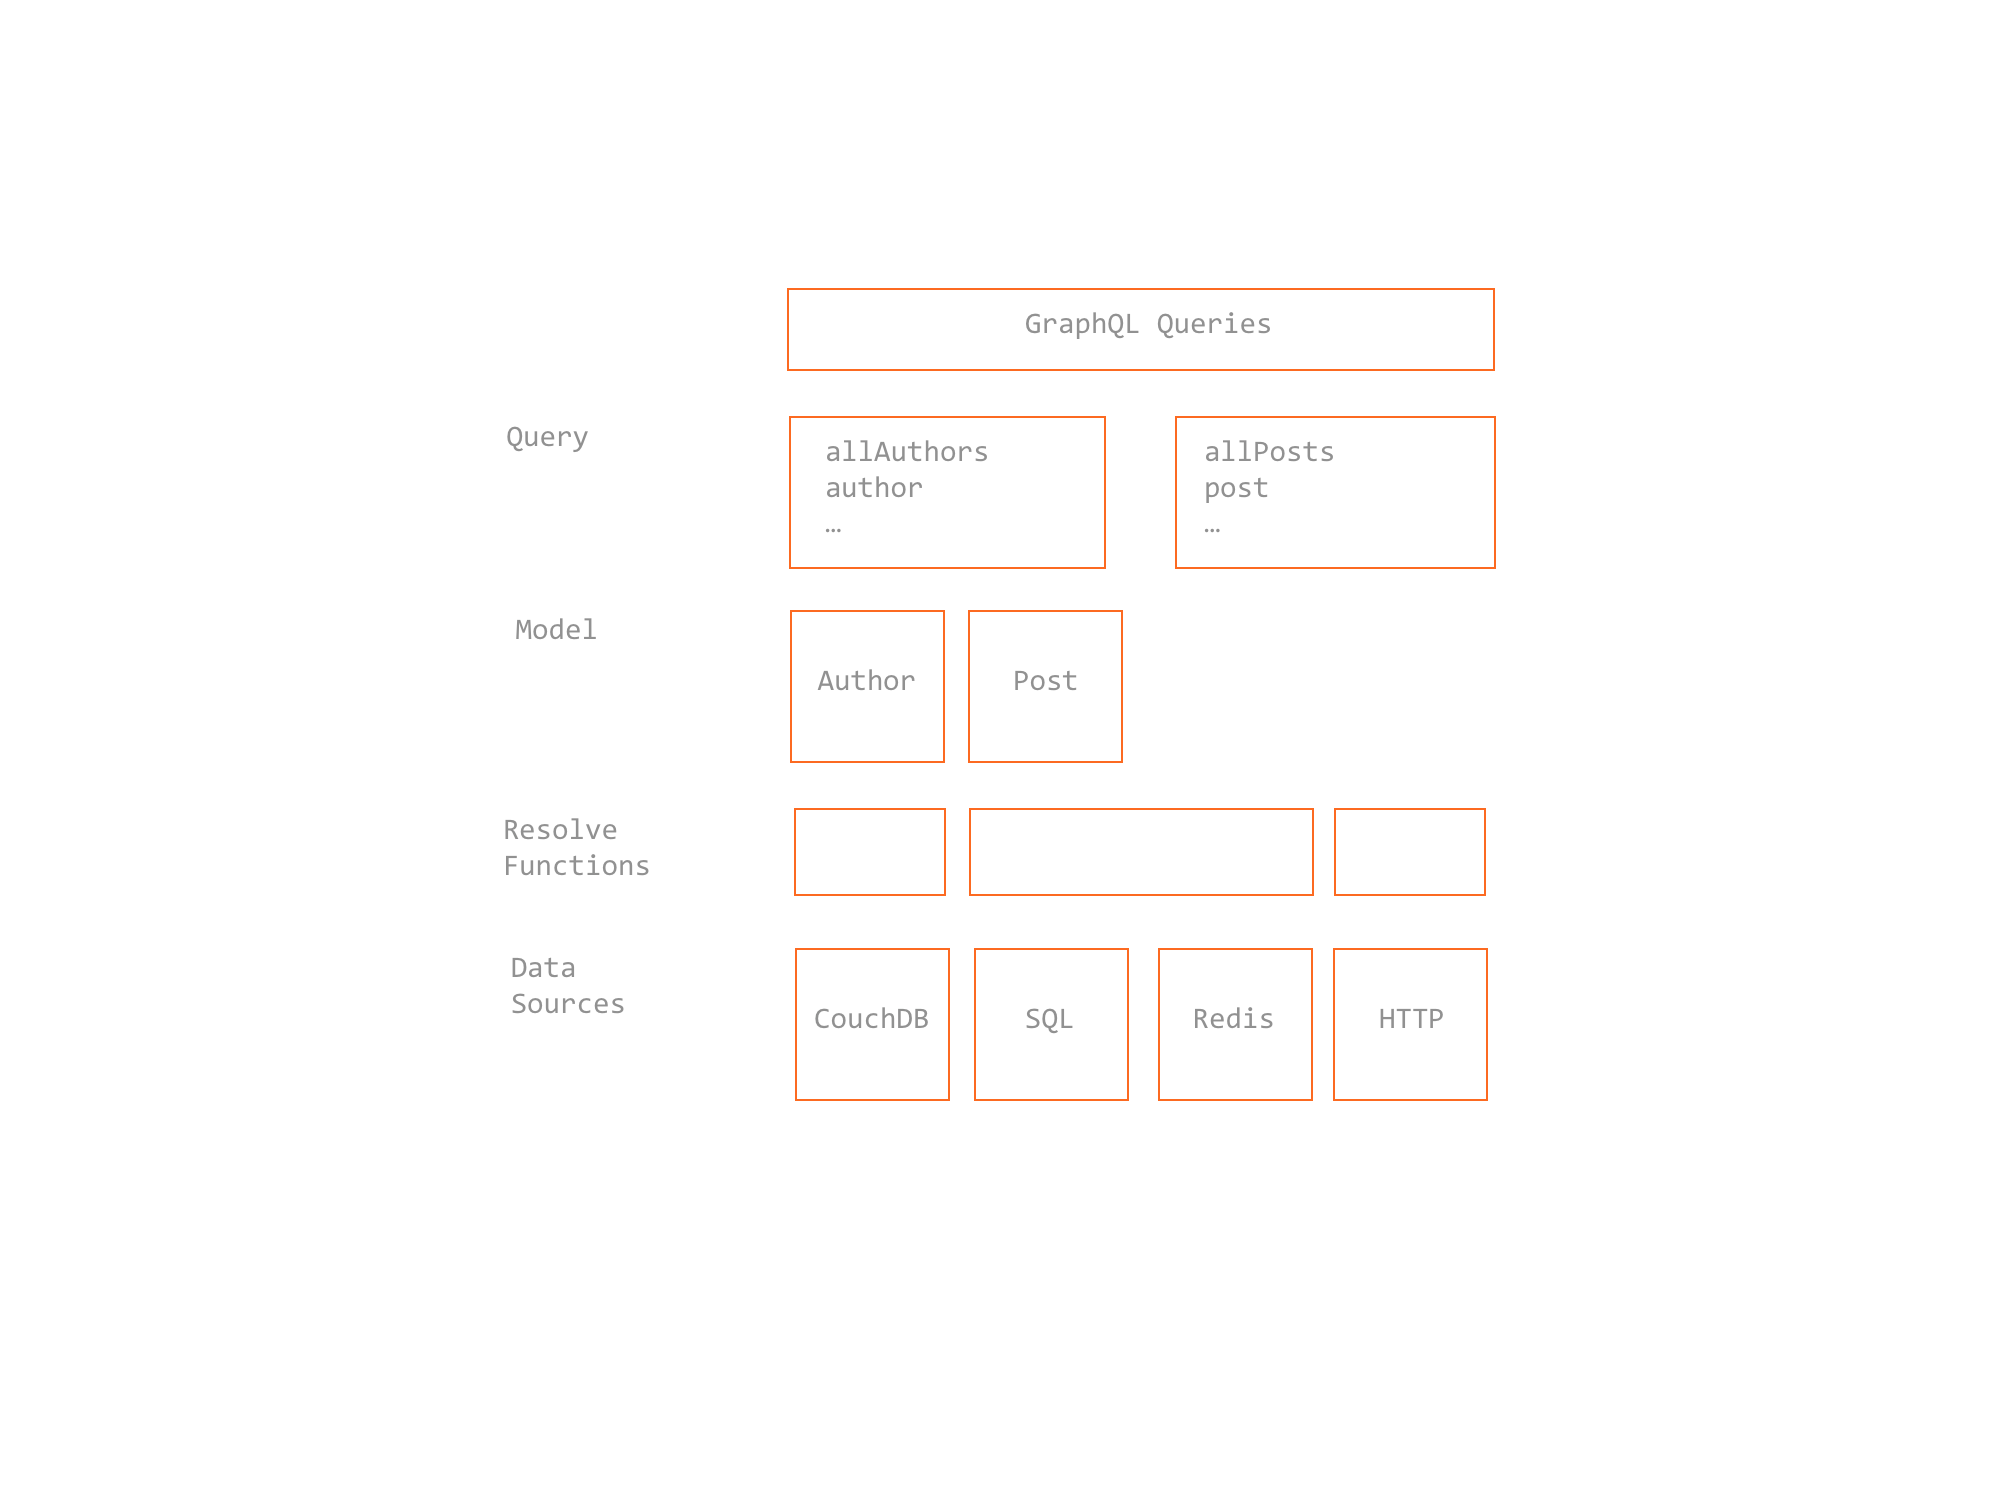 GraphQL Queries
Query
allAuthors
author
…
allPosts
post
…
Model
Author
Post
Resolve
Functions
Data
Sources
CouchDB
SQL
Redis
HTTP